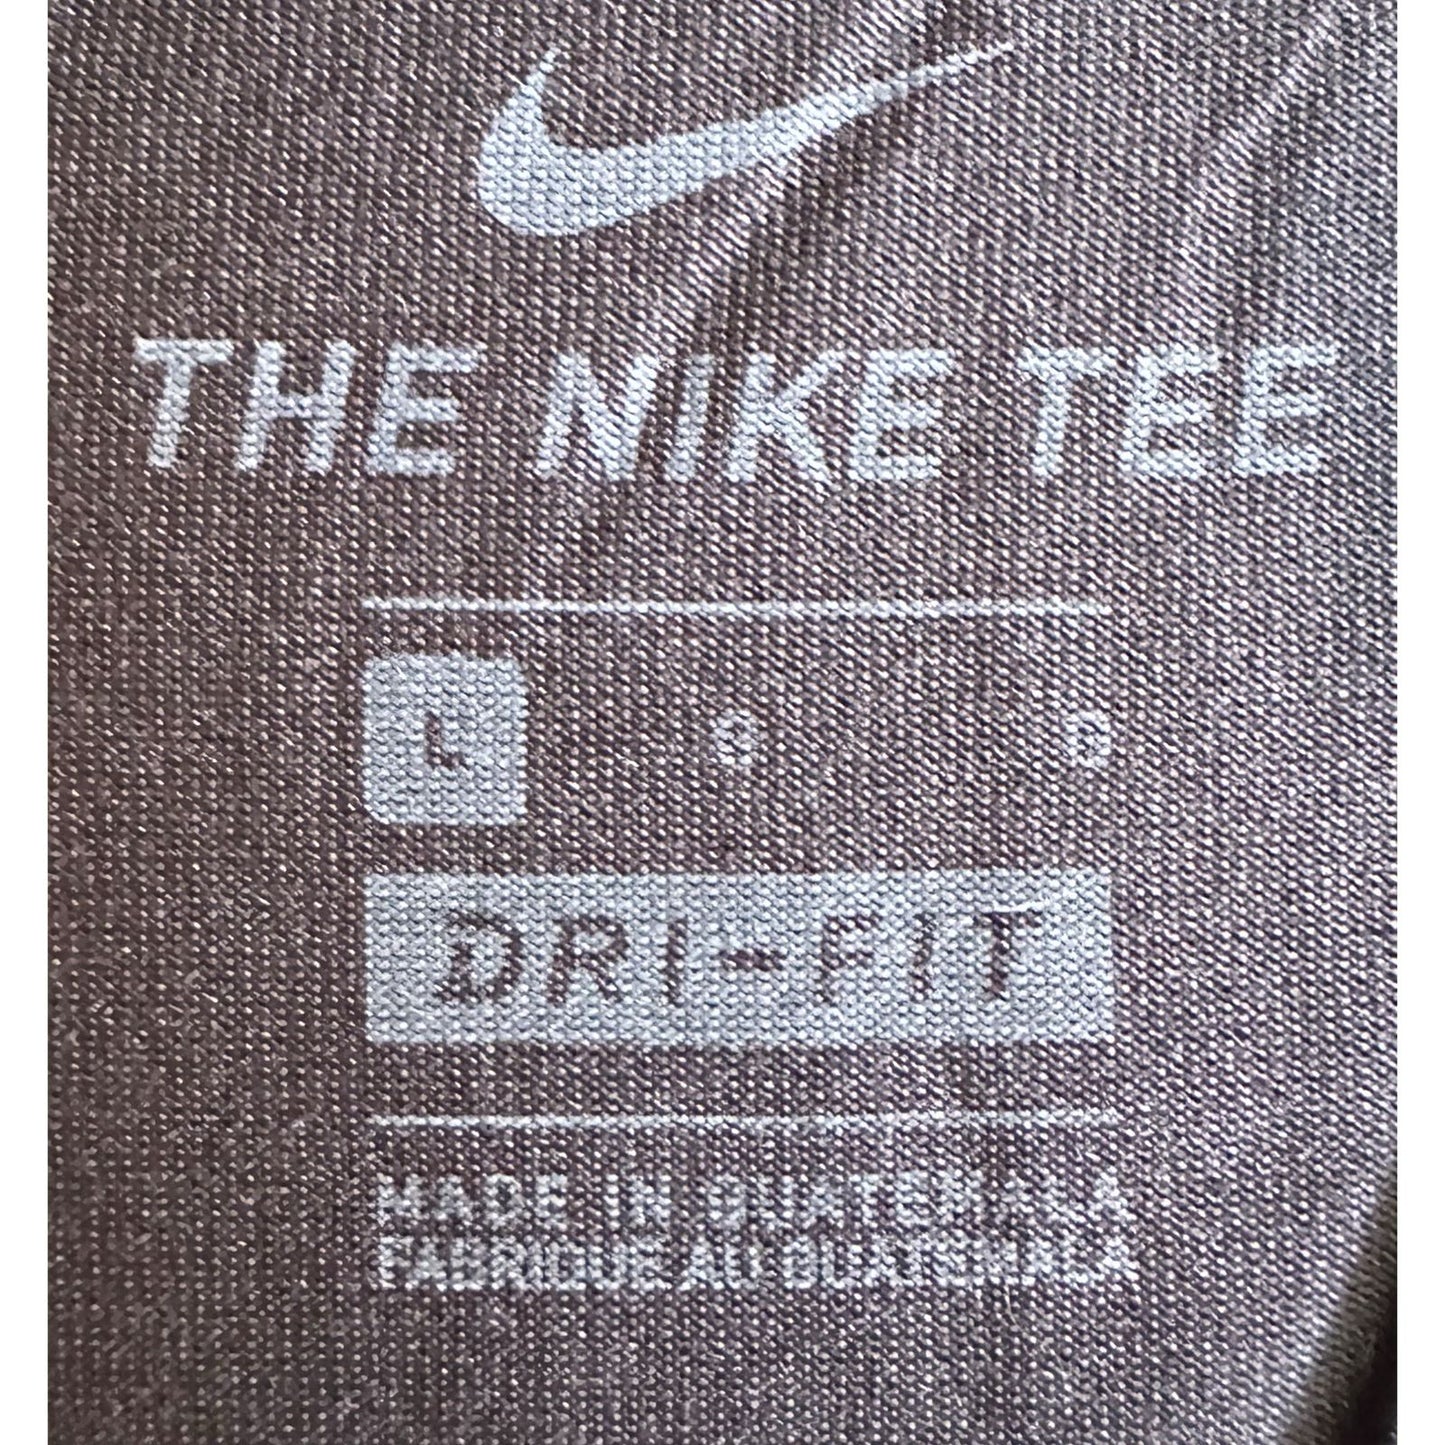 THE NIKE TEE
L G G
DRI-FIT
MADE IN GUATEMALA
FABRIQUE AU GUATEMALA